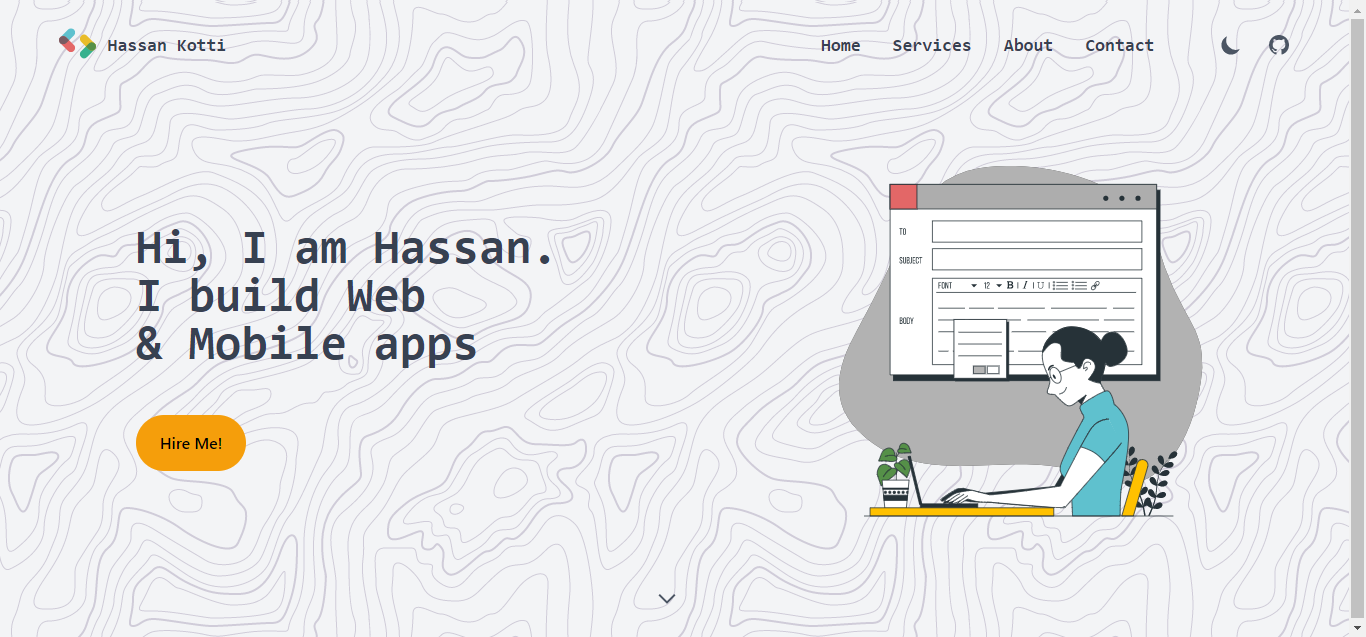 Hassan Kotti
Home Services About Contact
Hi, I am Hassan.
I build Web
& Mobile apps
Hire Me!
TO
SUBJECT
FONT 12 B I U
BODY